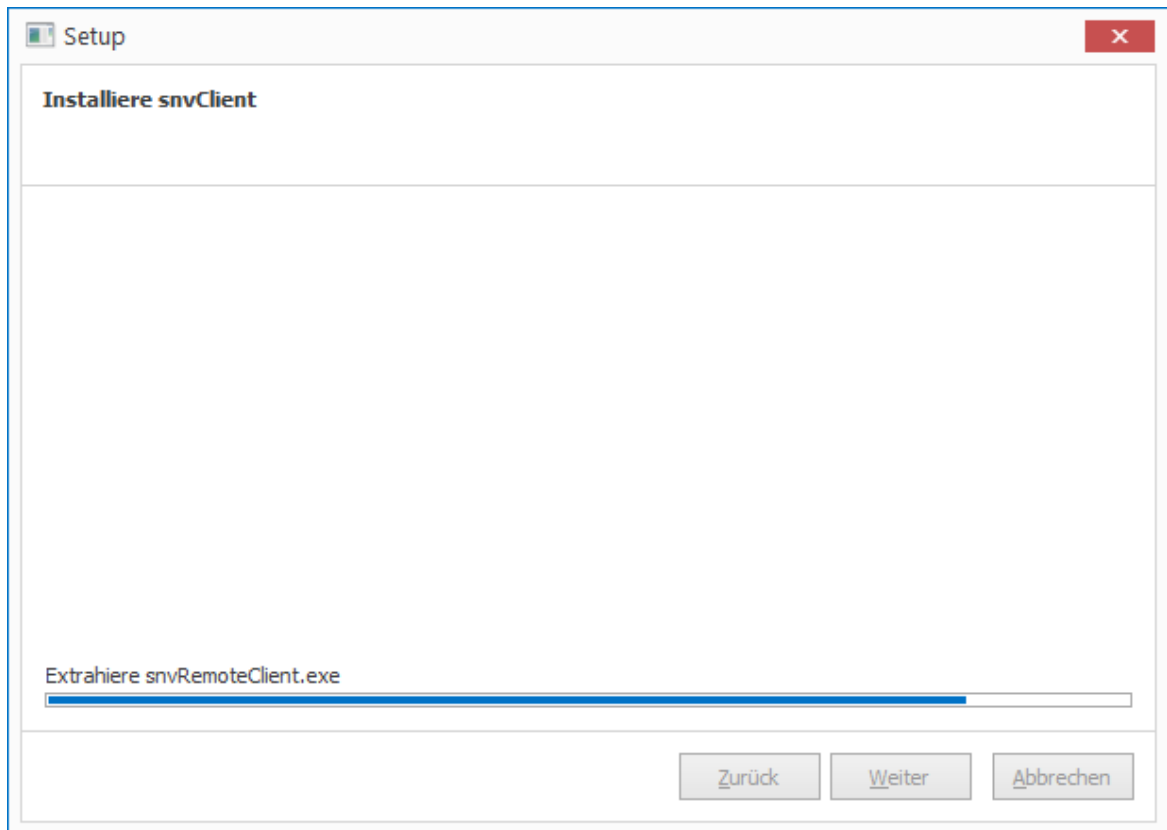 Setup
Installiere snvClient
Extrahiere snvRemoteClient.exe
Zurück Weiter Abbrechen